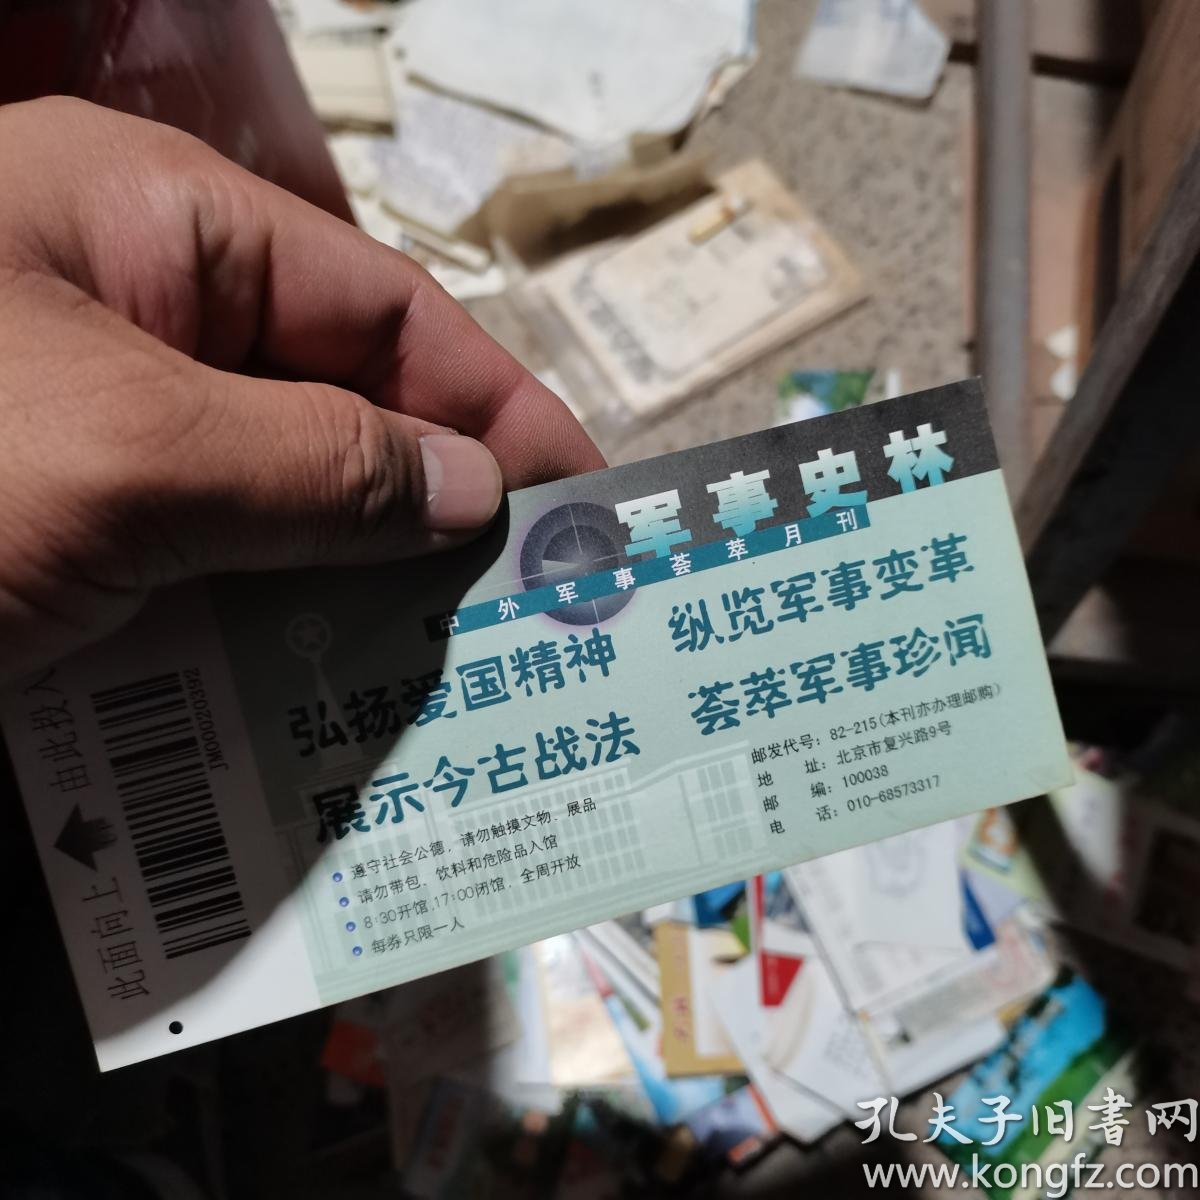 军事史林
中外军事荟萃月刊
弘扬爱国精神 纵览军事变革
展示今古战法 荟萃军事珍闻
邮发代号：82-215(本刊亦办理邮购)
地 址：北京市复兴路9号
邮 编：100038
电 话：010-68573317
遵守社会公德，请勿触摸文物、展品
请勿带包、饮料和危险品入馆
8:30开馆,17:00闭馆，全周开放
每券只限一人
此面向上 由此投入
JM00020392
孔夫子旧书网
www.kongfz.com